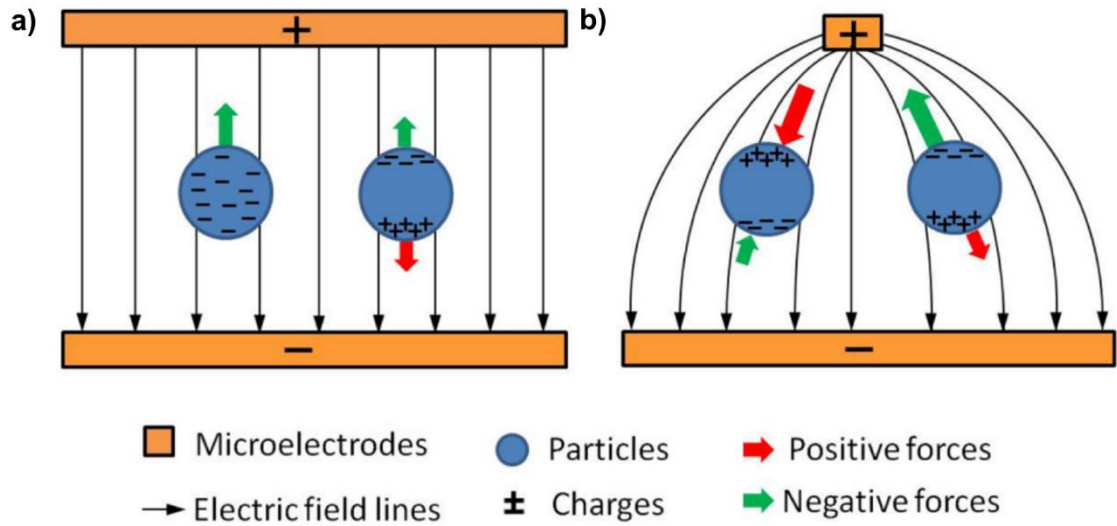 a)
b)
+
+
−
−
Microelectrodes
Particles
Positive forces
Electric field lines
± Charges
Negative forces